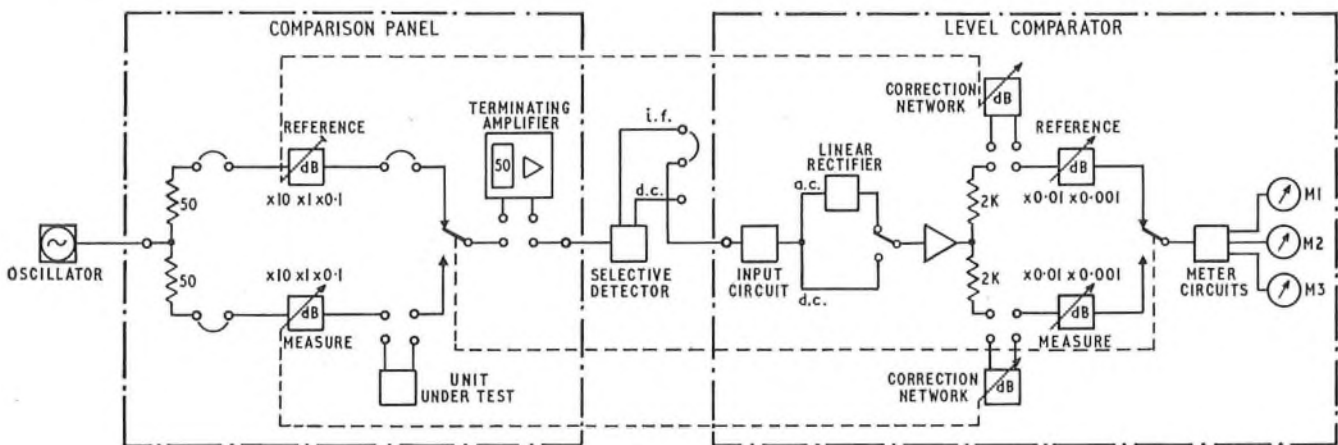 COMPARISON PANEL
OSCILLATOR
50
50
REFERENCE
dB
x10 x1 x0·1
x10 x1 x0·1
dB
MEASURE
TERMINATING
AMPLIFIER
50
UNIT
UNDER TEST
i.f.
d.c.
SELECTIVE
DETECTOR
LEVEL COMPARATOR
INPUT
CIRCUIT
a.c.
LINEAR
RECTIFIER
d.c.
CORRECTION
NETWORK
dB
2K
2K
REFERENCE
dB
x0·01 x0·001
x0·01 x0·001
dB
MEASURE
CORRECTION
NETWORK
dB
METER
CIRCUITS
M1
M2
M3